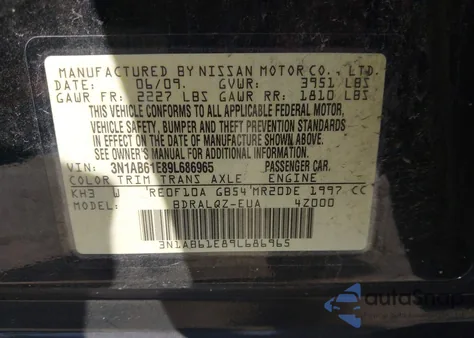 MANUFACTURED BY NISSAN MOTOR CO., LTD.
DATE: 06/09. GVWR: 3951 LBS
GAWR FR: 2227 LBS GAWR RR: 1810 LBS
THIS VEHICLE CONFORMS TO ALL APPLICABLE FEDERAL MOTOR
VEHICLE SAFETY, BUMPER AND THEFT PREVENTION
STANDARDS IN EFFECT ON THE DATE OF MANUFACTURE
SHOWN ABOVE.
SEE OWNER'S MANUAL FOR ADDITIONAL INFORMATION.
VIN: 3N1AB61E89L686965 PASSENGER CAR.
COLOR TRIM TRANS AXLE ENGINE
KH3 W RE0F10A GB54 MR20DE 1997 CC
MODEL: BDRALQZ-EUA 4Z000
3N1AB61E89L686965
autoSnap